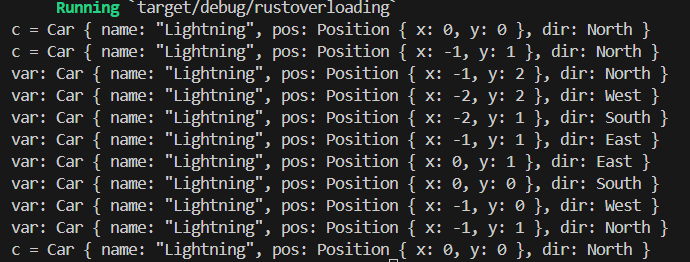 Running `target/debug/rustoverloading`
c = Car { name: "Lightning", pos: Position { x: 0, y: 0 }, dir: North }
c = Car { name: "Lightning", pos: Position { x: -1, y: 1 }, dir: North }
var: Car { name: "Lightning", pos: Position { x: -1, y: 2 }, dir: North }
var: Car { name: "Lightning", pos: Position { x: -2, y: 2 }, dir: West }
var: Car { name: "Lightning", pos: Position { x: -2, y: 1 }, dir: South }
var: Car { name: "Lightning", pos: Position { x: -1, y: 1 }, dir: East }
var: Car { name: "Lightning", pos: Position { x: 0, y: 1 }, dir: East }
var: Car { name: "Lightning", pos: Position { x: 0, y: 0 }, dir: South }
var: Car { name: "Lightning", pos: Position { x: -1, y: 0 }, dir: West }
var: Car { name: "Lightning", pos: Position { x: -1, y: 1 }, dir: North }
c = Car { name: "Lightning", pos: Position { x: 0, y: 0 }, dir: North }